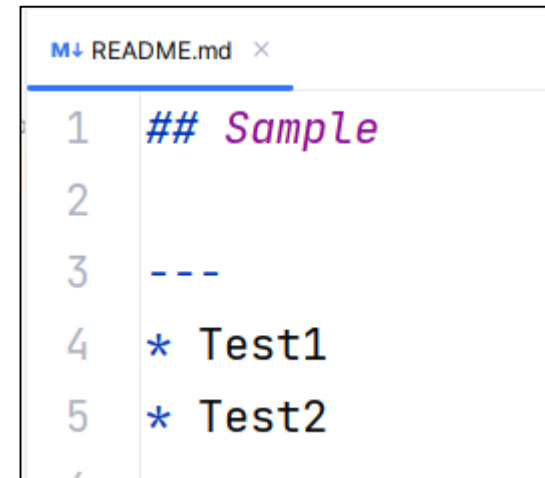 M↓ README.md ×
1 ## Sample
2
3 ---
4 * Test1
5 * Test2